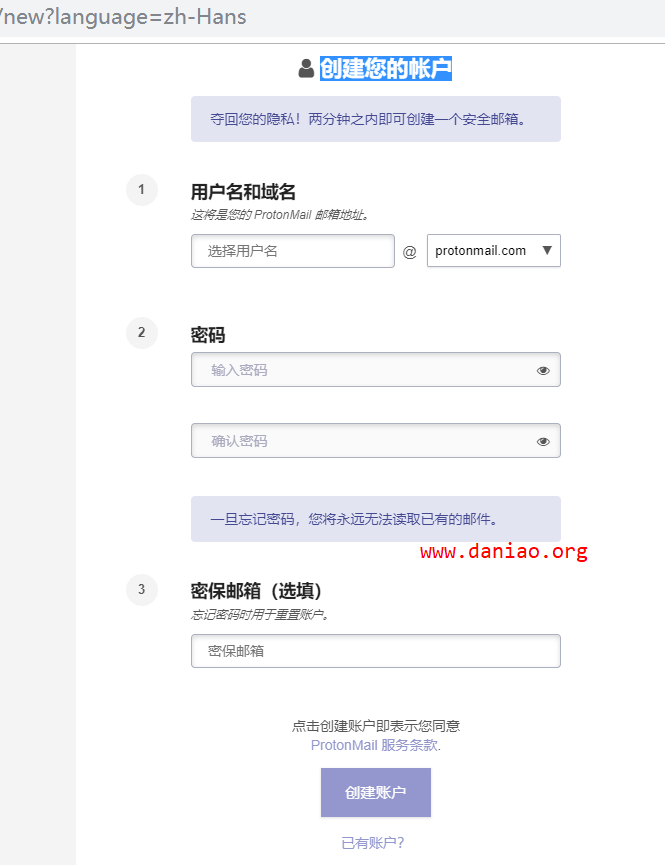 /new?language=zh-Hans
创建您的帐户
夺回您的隐私！两分钟之内即可创建一个安全邮箱。
1
用户名和域名
这将是您的 ProtonMail 邮箱地址。
选择用户名 @ protonmail.com ▼
2
密码
输入密码
确认密码
一旦忘记密码，您将永远无法读取已有的邮件。
www.daniao.org
3
密保邮箱（选填）
忘记密码时用于重置账户。
密保邮箱
点击创建账户即表示您同意
ProtonMail 服务条款.
创建账户
已有账户？